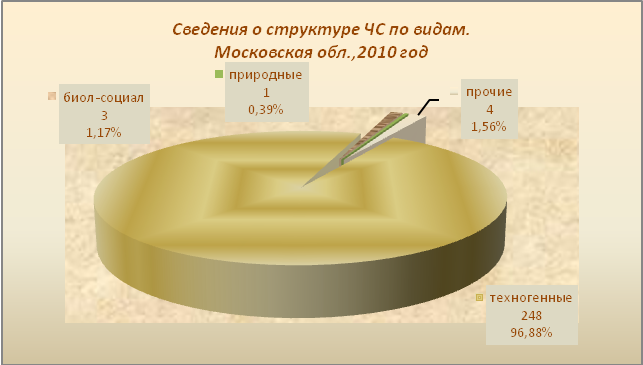 Сведения о структуре ЧС по видам.
Московская обл.,2010 год
природные
1
0,39%
биол-социал
3
1,17%
прочие
4
1,56%
техногенные
248
96,88%